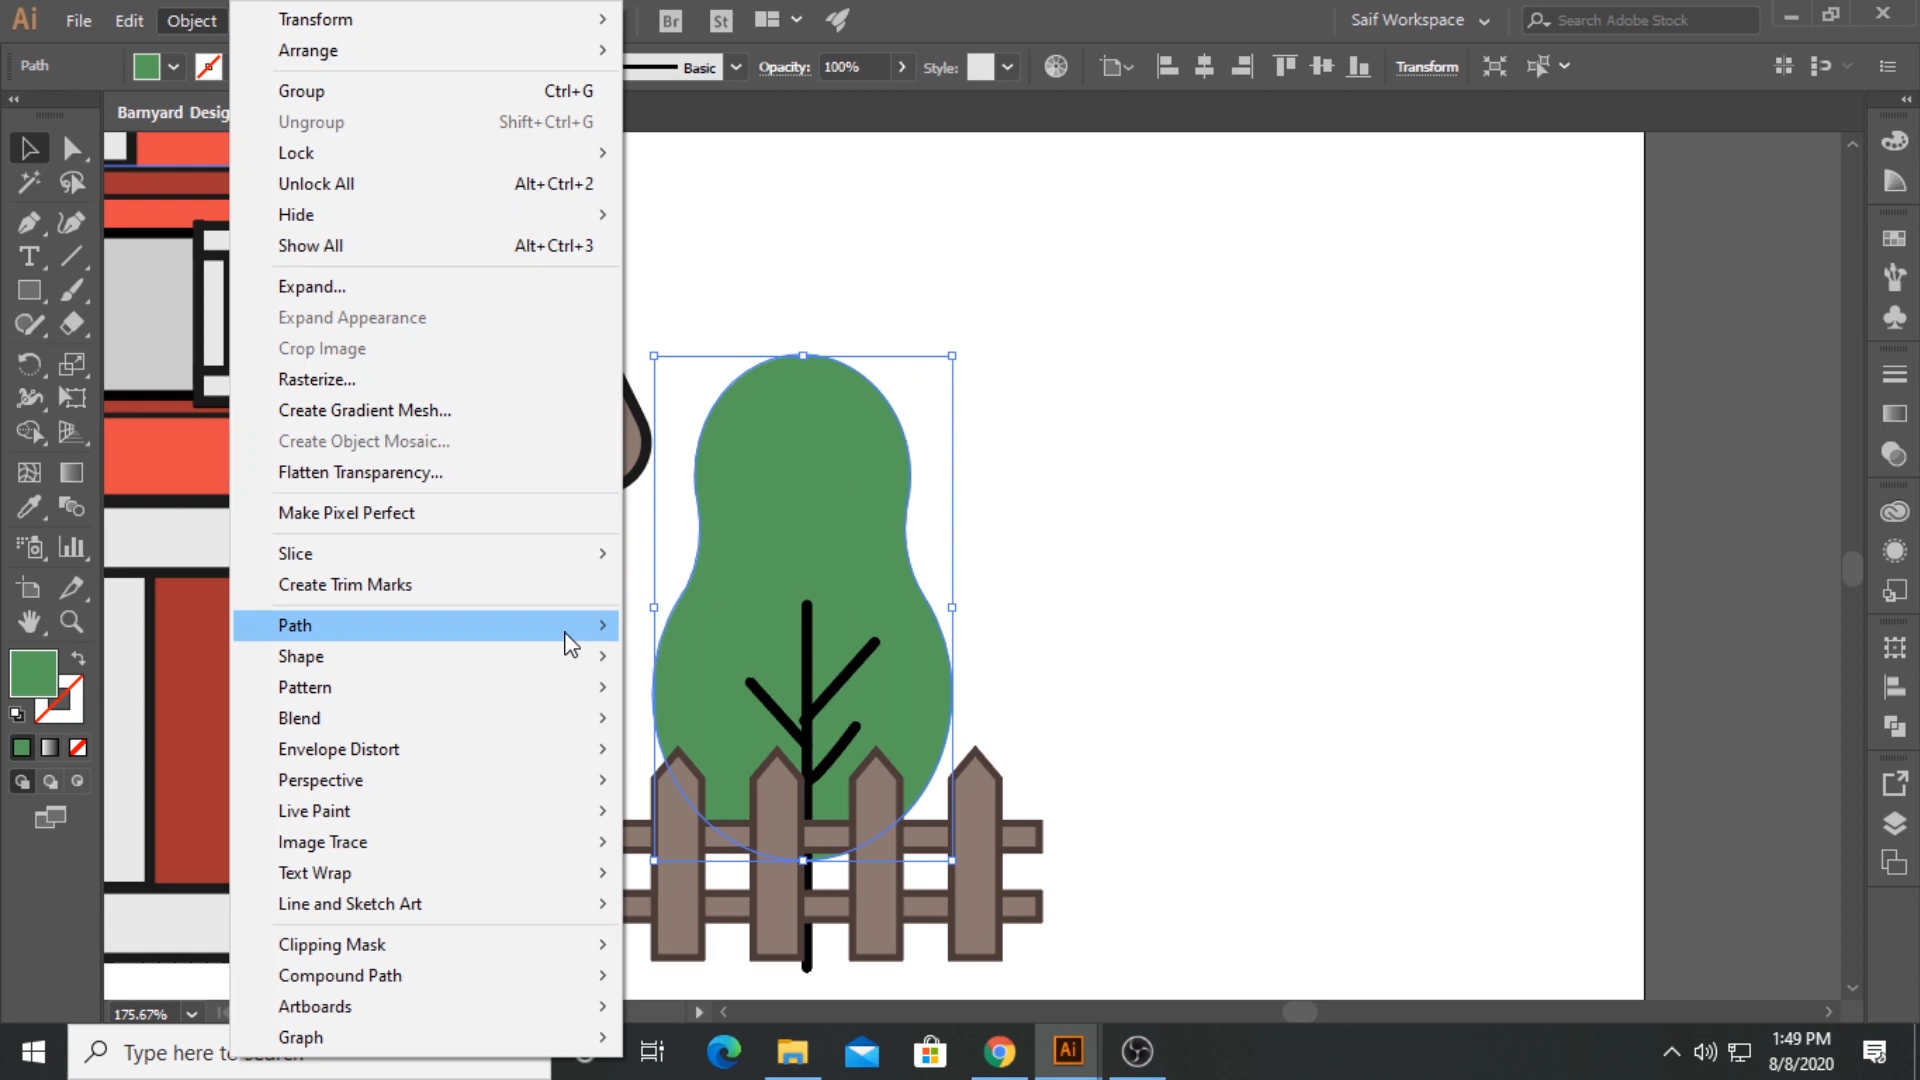 Ai File Edit Object Br St Saif Workspace Search Adobe Stock
Path Basic Opacity: 100% Style: Transform
Barnyard Desig
Transform
Arrange
Group Ctrl+G
Ungroup Shift+Ctrl+G
Lock
Unlock All Alt+Ctrl+2
Hide
Show All Alt+Ctrl+3
Expand...
Expand Appearance
Crop Image
Rasterize...
Create Gradient Mesh...
Create Object Mosaic...
Flatten Transparency...
Make Pixel Perfect
Slice
Create Trim Marks
Path
Shape
Pattern
Blend
Envelope Distort
Perspective
Live Paint
Image Trace
Text Wrap
Line and Sketch Art
Clipping Mask
Compound Path
Artboards
Graph
175.67%
Type here to search
Ai
1:49 PM
8/8/2020